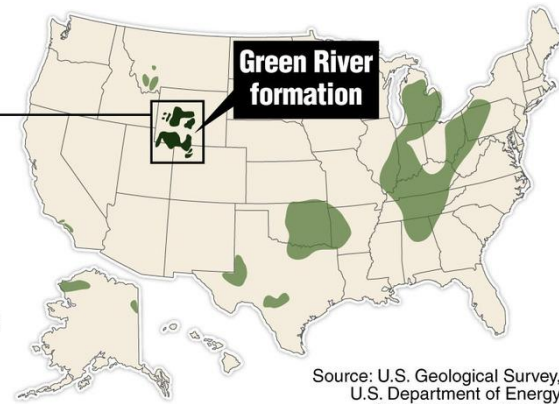 Green River
formation
Source: U.S. Geological Survey,
U.S. Department of Energy